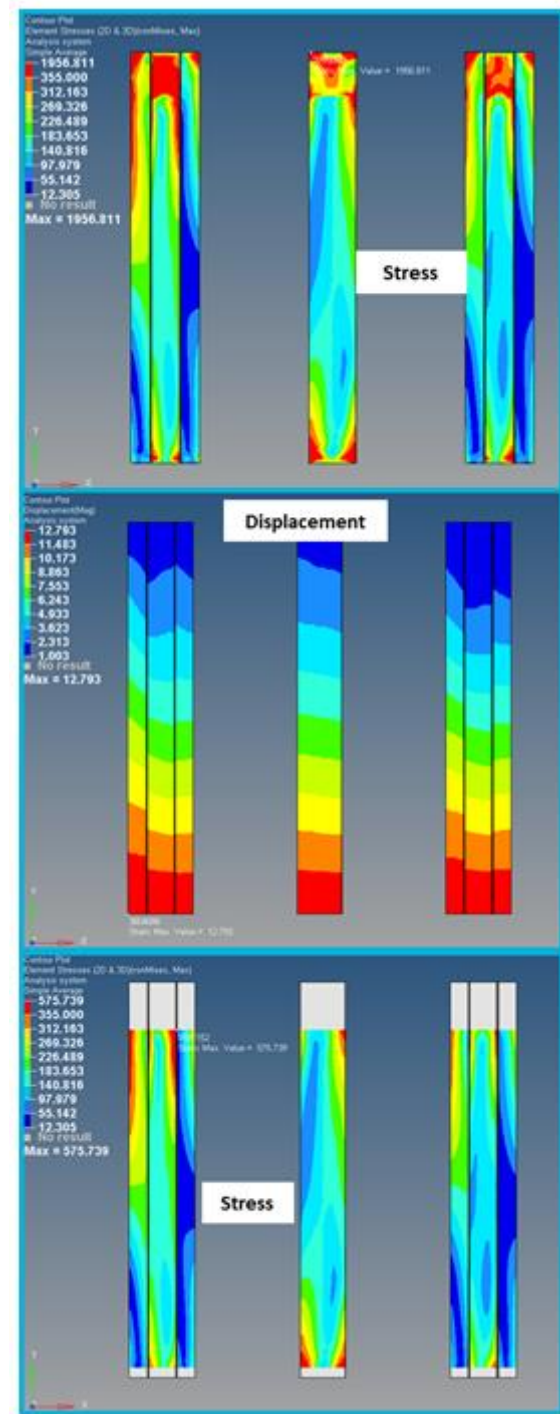 Contour Plot
Element Stresses (2D & 3D)(vonMises, Max)
Analysis system
Simple Average
1956.811
355.000
312.163
269.326
226.489
183.653
140.816
97.979
55.142
12.305
No result
Max = 1956.811
Value = 1956.811
Stress
Y
X
Contour Plot
Displacement(Mag)
Analysis system
12.793
11.483
10.173
8.863
7.553
6.243
4.933
3.623
2.313
1.003
No result
Max = 12.793
Displacement
Static Max. Value = 12.793
X
Contour Plot
Element Stresses (2D & 3D)(vonMises, Max)
Analysis system
Simple Average
575.739
355.000
312.163
269.326
226.489
183.653
140.816
97.979
55.142
12.305
No result
Max = 575.739
Static Max. Value = 575.739
Stress
Y
X